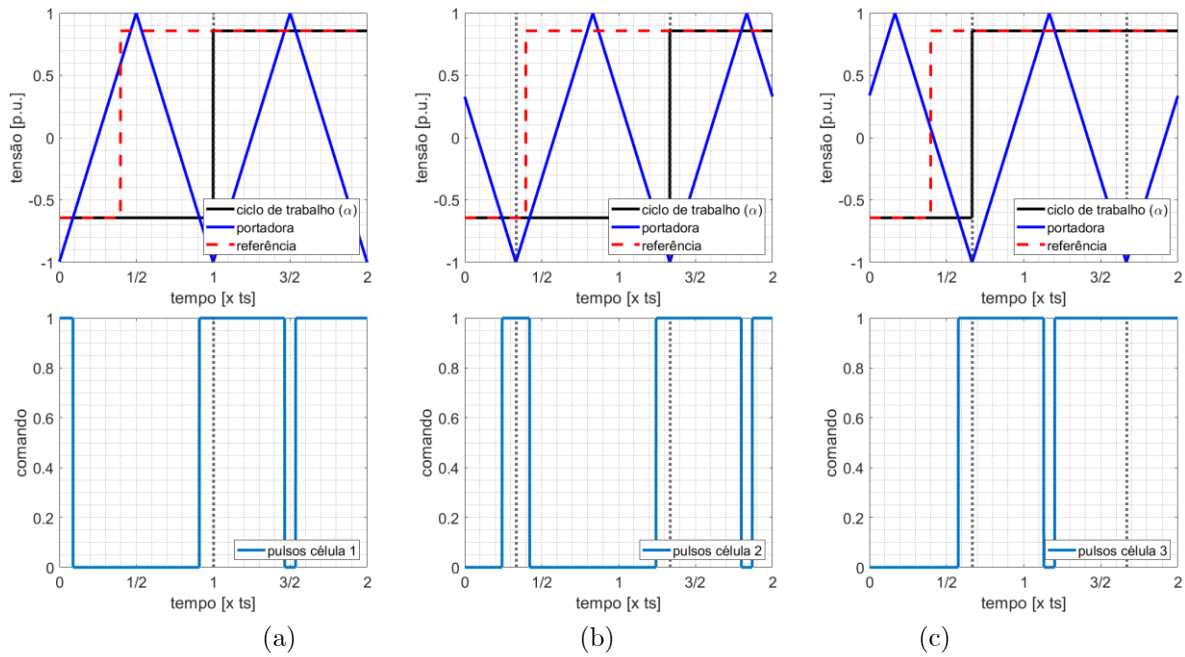 1
0.5
0
-0.5
-1
tensão [p.u.]
ciclo de trabalho (α)
portadora
referência
0 1/2 1 3/2 2
tempo [x ts]
1
0.5
0
-0.5
-1
tensão [p.u.]
ciclo de trabalho (α)
portadora
referência
1/2 1 3/2 2
tempo [x ts]
1
0.5
0
-0.5
-1
tensão [p.u.]
ciclo de trabalho (α)
portadora
referência
0 1/2 1 3/2 2
tempo [x ts]
1
0.8
0.6
0.4
0.2
0
comando
pulsos célula 1
0 1/2 1 3/2 2
tempo [x ts]
1
0.8
0.6
0.4
0.2
0
comando
pulsos célula 2
1/2 1 3/2 2
tempo [x ts]
1
0.8
0.6
0.4
0.2
0
comando
pulsos célula 3
0 1/2 1 3/2 2
tempo [x ts]
(a) (b) (c)